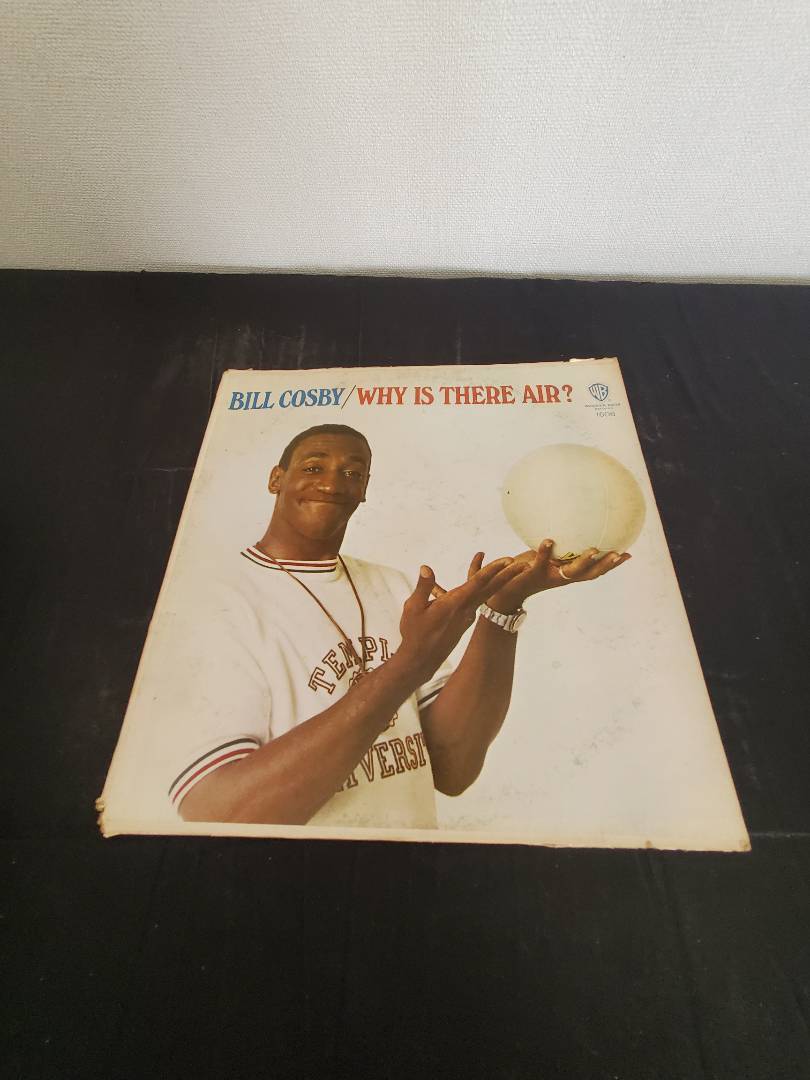 BILL COSBY/WHY IS THERE AIR?
WB
1606
TEMPL
VERSI